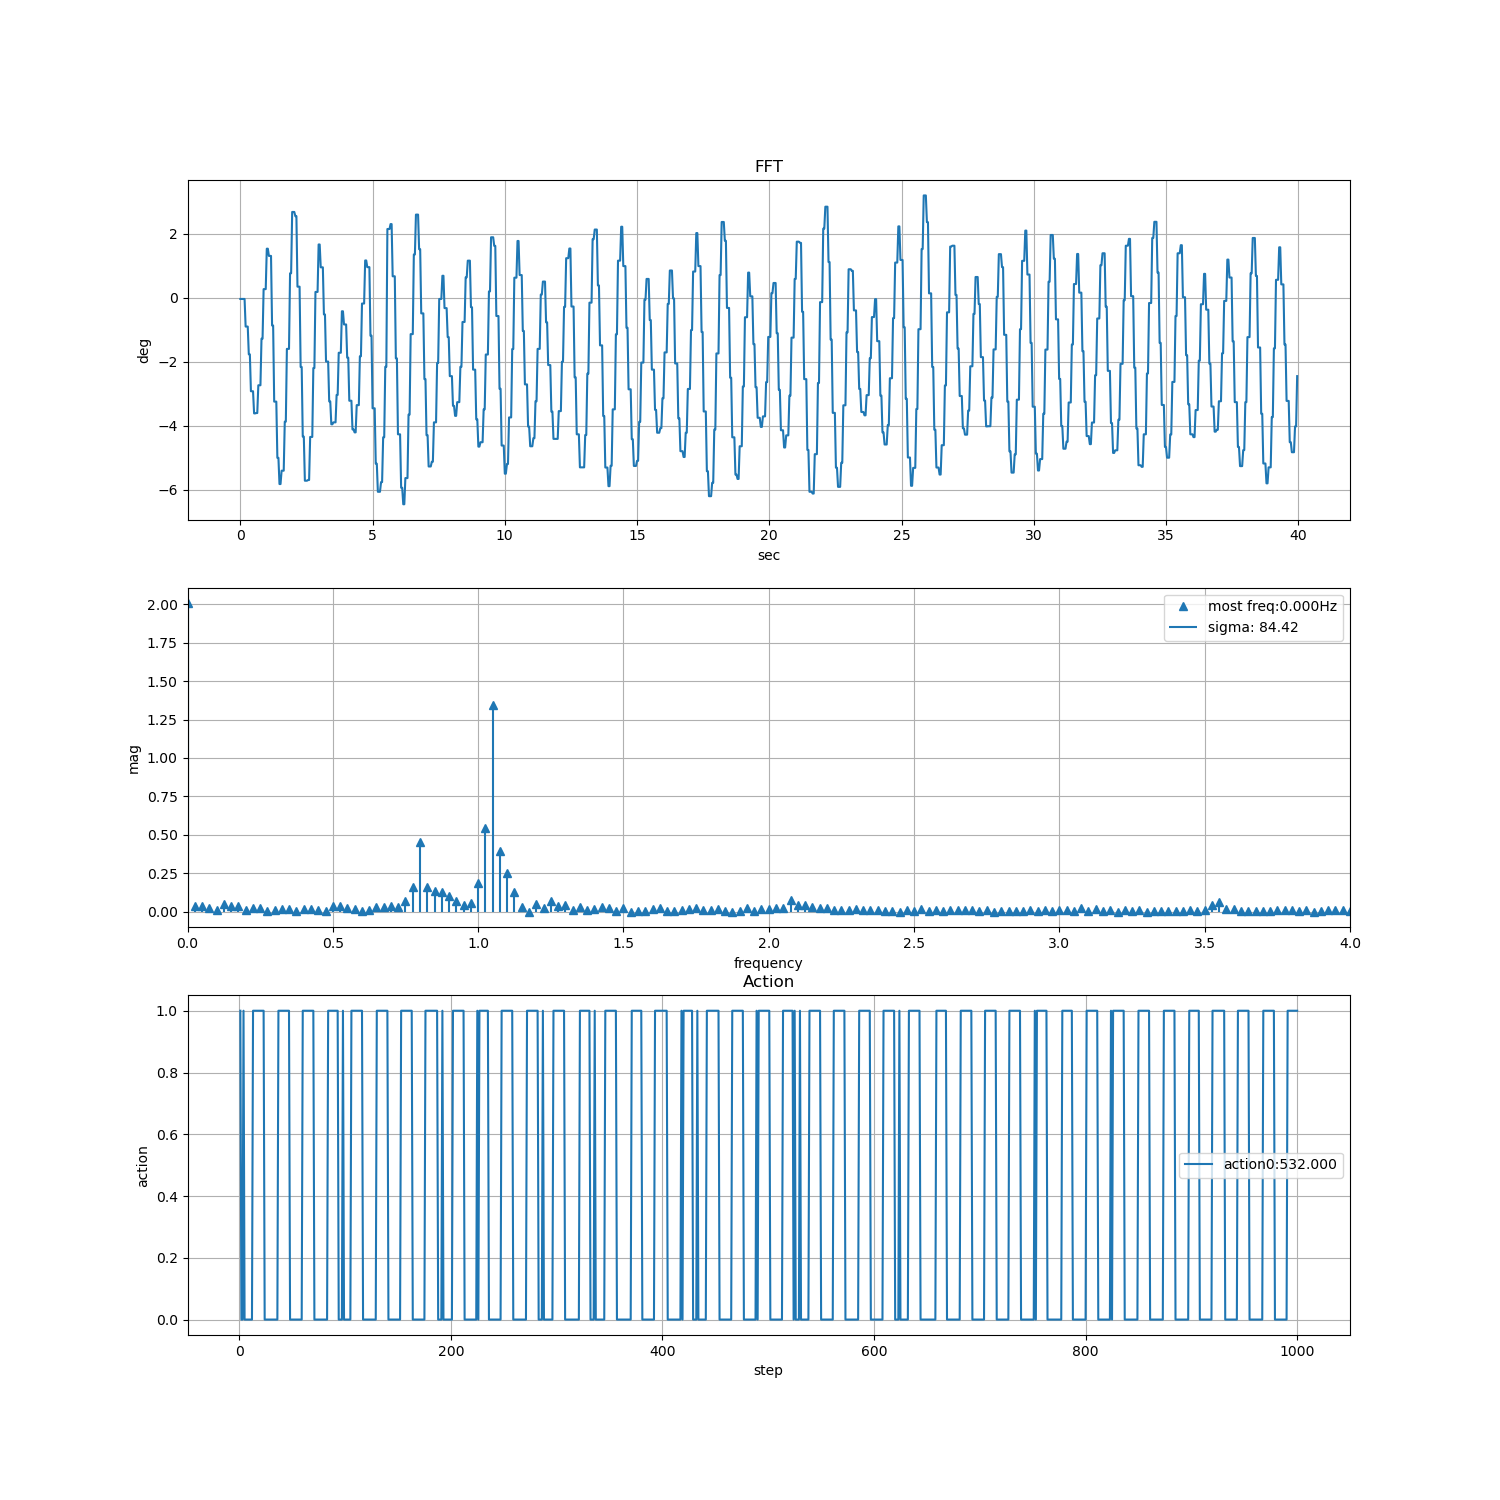 FFT
2
0
−2
−4
−6
deg
0 5 10 15 20 25 30 35 40
sec
2.00
1.75
1.50
1.25
1.00
0.75
0.50
0.25
0.00
mag
most freq:0.000Hz
sigma: 84.42
0.0 0.5 1.0 1.5 2.0 2.5 3.0 3.5 4.0
frequency
Action
1.0
0.8
0.6
0.4
0.2
0.0
action
action0:532.000
0 200 400 600 800 1000
step